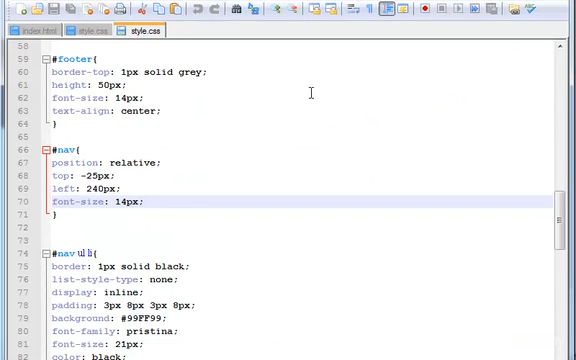 index.html style.css style.css
58
59 #footer{
60 border-top: 1px solid grey;
61 height: 50px;
62 font-size: 14px;
63 text-align: center;
64 }
65
66 #nav{
67 position: relative;
68 top: -25px;
69 left: 240px;
70 font-size: 14px;
71 }
72
73
74 #nav ul li{
75 border: 1px solid black;
76 list-style-type: none;
77 display: inline;
78 padding: 3px 8px 3px 8px;
79 background: #99FF99;
80 font-family: pristina;
81 font-size: 21px;
82 color: black;